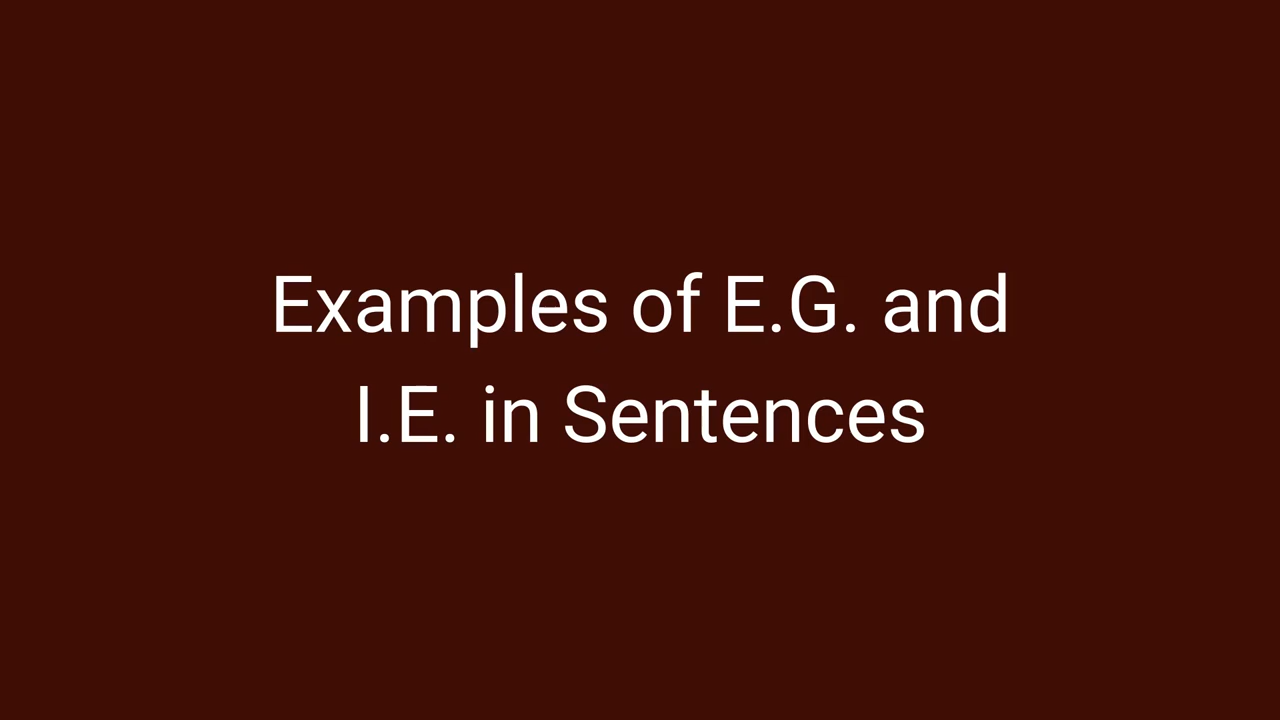 Examples of E.G. and
I.E. in Sentences